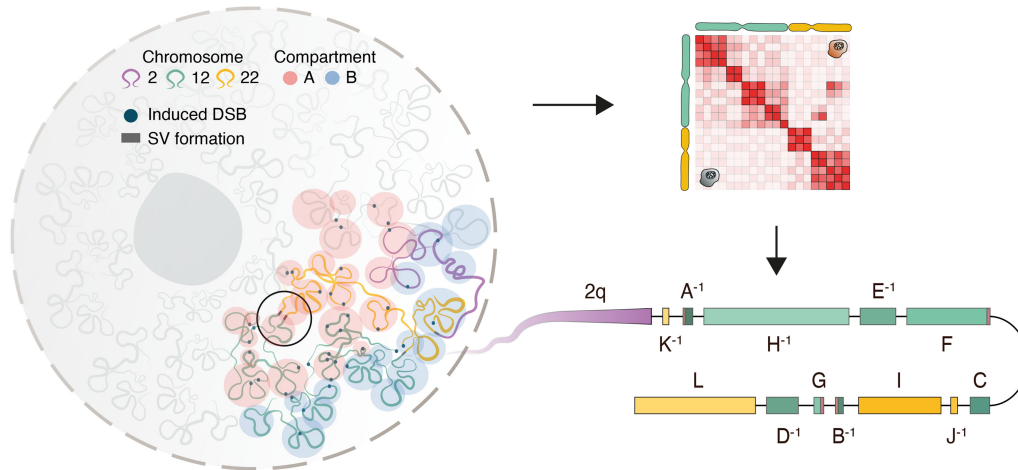 Chromosome
2 12 22
Compartment
A B
Induced DSB
SV formation
2q
A⁻¹
E⁻¹
K⁻¹
H⁻¹
F
L
G
I
C
D⁻¹
B⁻¹
J⁻¹